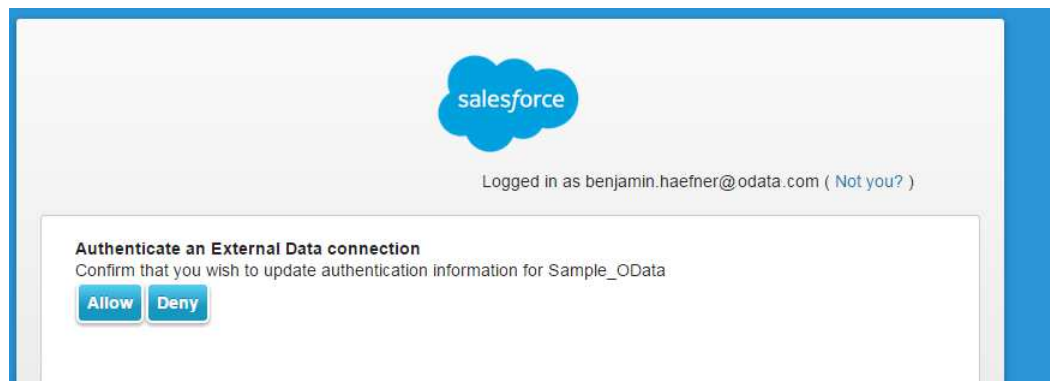 salesforce
Logged in as benjamin.haefner@odata.com ( Not you? )
Authenticate an External Data connection
Confirm that you wish to update authentication information for Sample_OData
Allow Deny